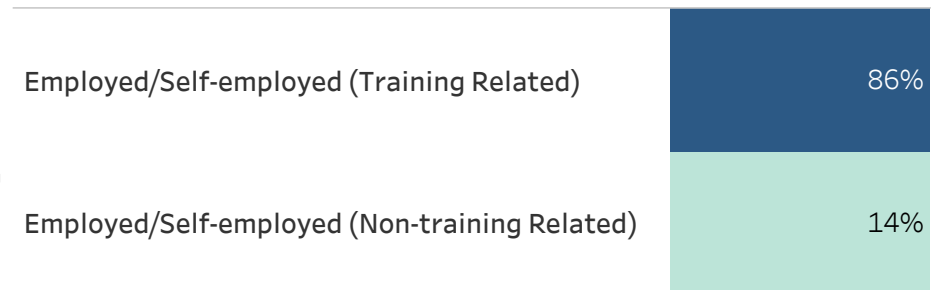 Employed/Self-employed (Training Related) 86%
Employed/Self-employed (Non-training Related) 14%